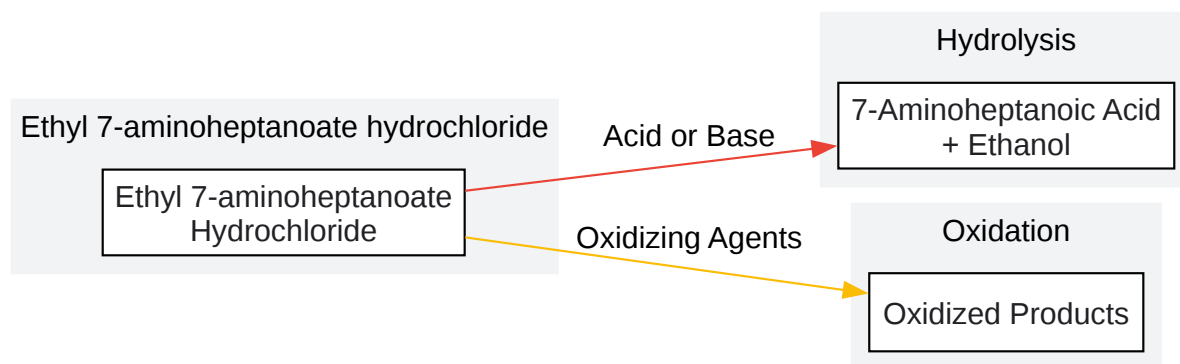 Ethyl 7-aminoheptanoate hydrochloride
Ethyl 7-aminoheptanoate
Hydrochloride
Acid or Base
Oxidizing Agents
Hydrolysis
7-Aminoheptanoic Acid
+ Ethanol
Oxidation
Oxidized Products